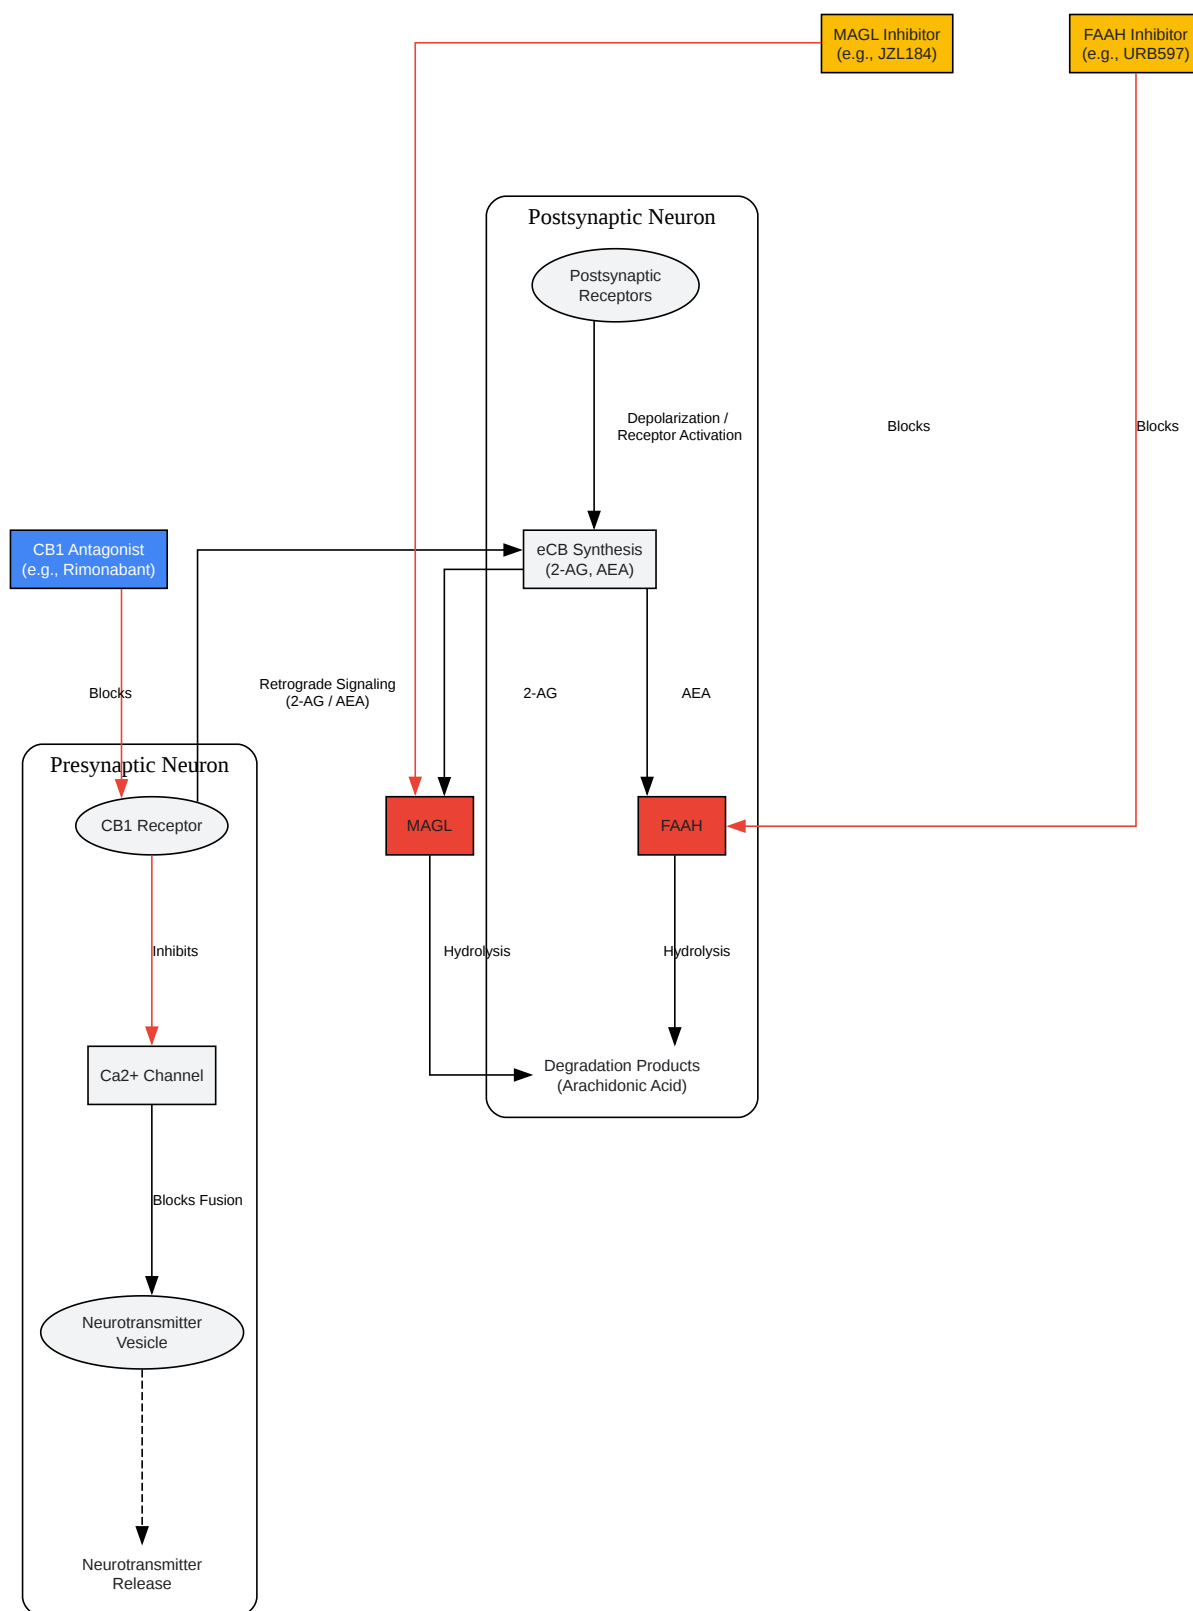 MAGL Inhibitor
(e.g., JZL184)
FAAH Inhibitor
(e.g., URB597)
Postsynaptic Neuron
Postsynaptic
Receptors
Depolarization /
Receptor Activation
Blocks
Blocks
CB1 Antagonist
(e.g., Rimonabant)
eCB Synthesis
(2-AG, AEA)
Blocks
Retrograde Signaling
(2-AG / AEA)
2-AG
AEA
Presynaptic Neuron
CB1 Receptor
MAGL
FAAH
Inhibits
Hydrolysis
Hydrolysis
Ca2+ Channel
Degradation Products
(Arachidonic Acid)
Blocks Fusion
Neurotransmitter
Vesicle
Neurotransmitter
Release